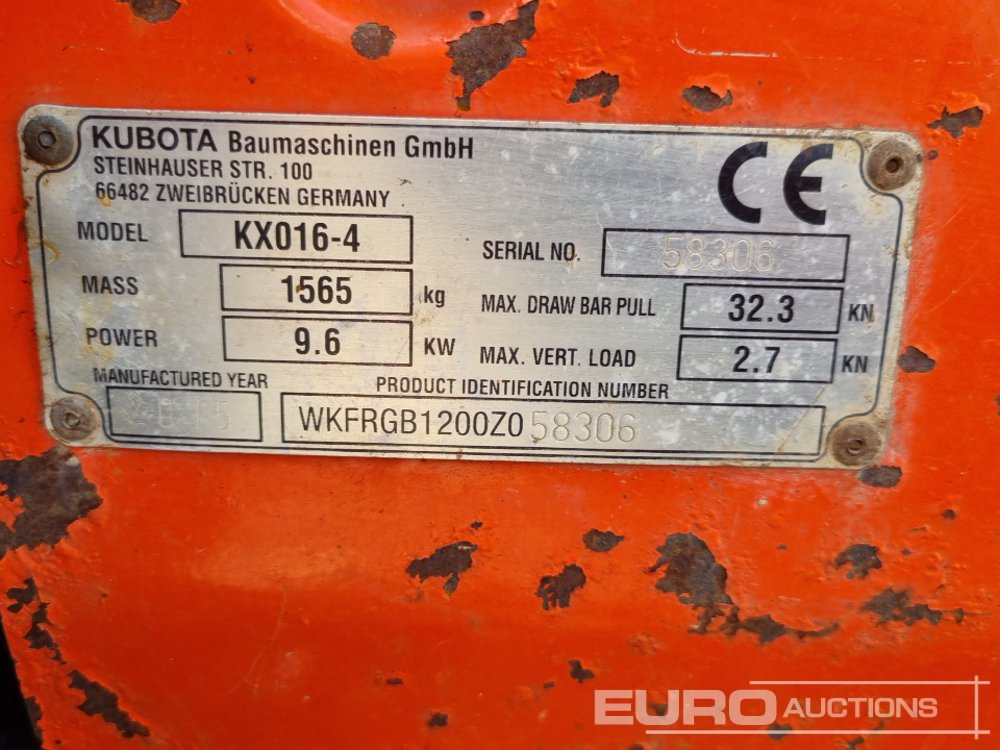 KUBOTA Baumaschinen GmbH
STEINHAUSER STR. 100
66482 ZWEIBRÜCKEN GERMANY
CE
MODEL KX016-4
SERIAL NO. 58306
MASS 1565 kg
MAX. DRAW BAR PULL 32.3 KN
POWER 9.6 KW
MAX. VERT. LOAD 2.7 KN
MANUFACTURED YEAR 2015
PRODUCT IDENTIFICATION NUMBER
WKFRGB1200Z058306
EURO AUCTIONS